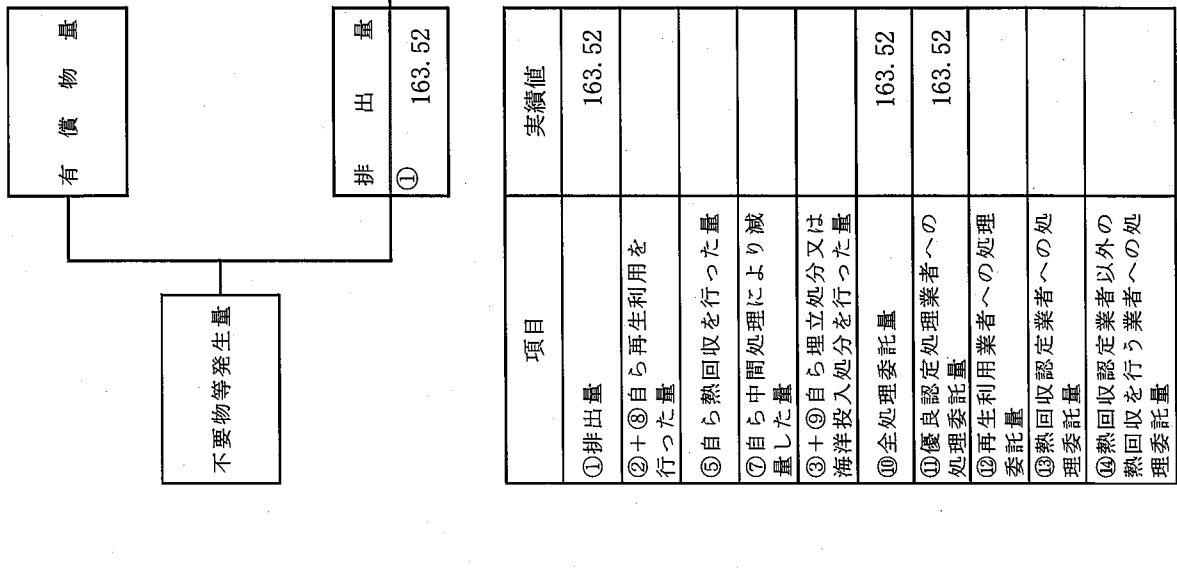 有償物量
不要物等発生量
排出量
① 163.52
項目 実績値
①排出量 163.52
②+⑧自ら再生利用を
行った量
⑤自ら熱回収を行った量
⑦自ら中間処理により減
量した量
③+⑨自ら埋立処分又は
海洋投入処分を行った量
⑩全処理委託量 163.52
⑪優良認定処理業者への
処理委託量 163.52
⑫再生利用業者への処理
委託量
⑬熱回収認定業者への処
理委託量
⑭熱回収認定業者以外の
熱回収を行う業者への処
理委託量